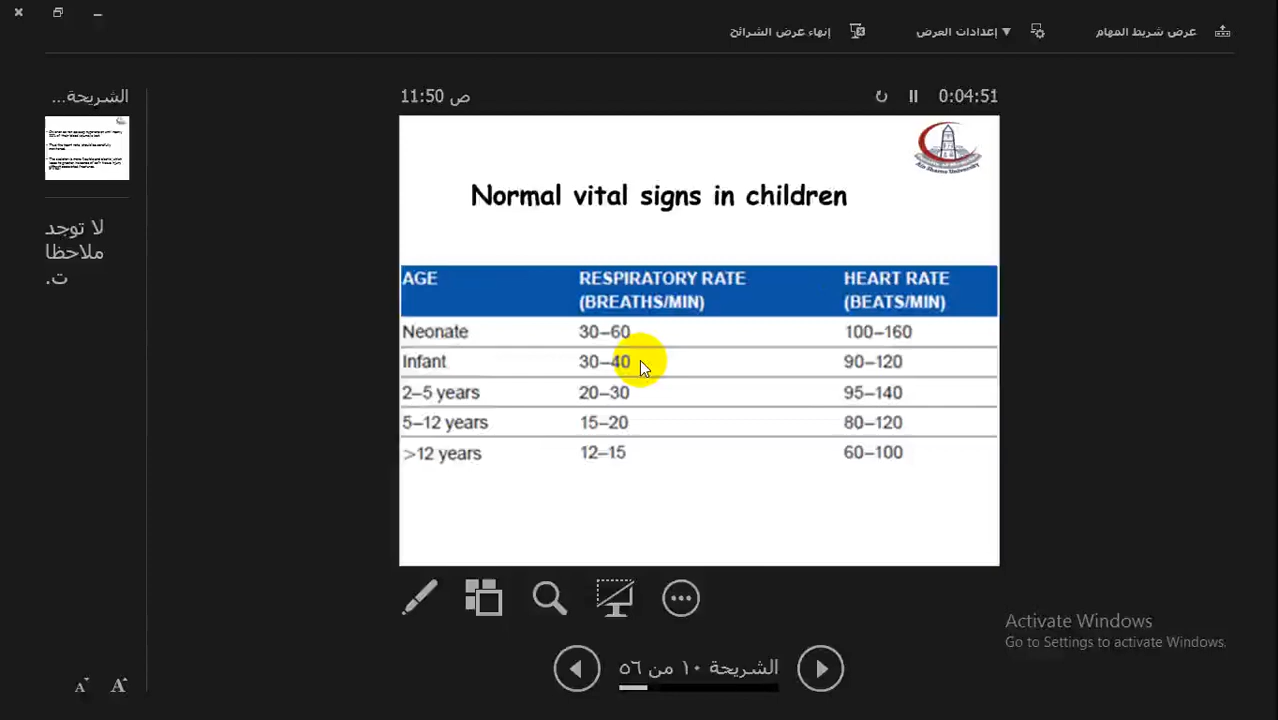 عرض شريط المهام
▼ إعدادات العرض
إنهاء عرض الشرائح
الشريحة...
11:50 ص
0:04:51
Ain Shams University
Normal vital signs in children
AGE RESPIRATORY RATE (BREATHS/MIN) HEART RATE (BEATS/MIN)
Neonate 30–60 100–160
Infant 30–40 90–120
2–5 years 20–30 95–140
5–12 years 15–20 80–120
>12 years 12–15 60–100
لا توجد
ملاحظا
ت.
Activate Windows
Go to Settings to activate Windows.
الشريحة ١٠ من ٥٦
A A